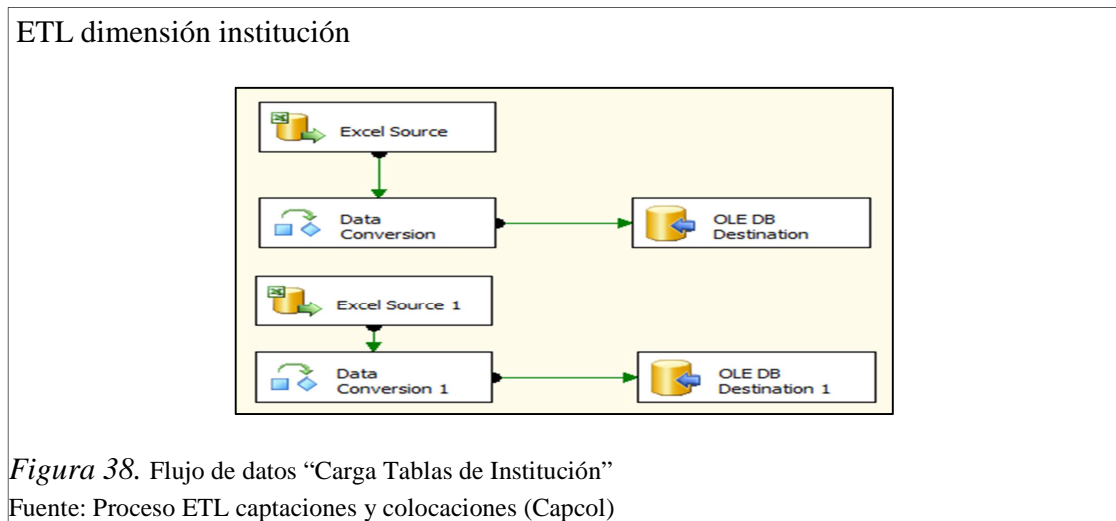 ETL dimensión institución
Excel Source
Data
Conversion
OLE DB
Destination
Excel Source 1
Data
Conversion 1
OLE DB
Destination 1
Figura 38. Flujo de datos “Carga Tablas de Institución”
Fuente: Proceso ETL captaciones y colocaciones (Capcol)